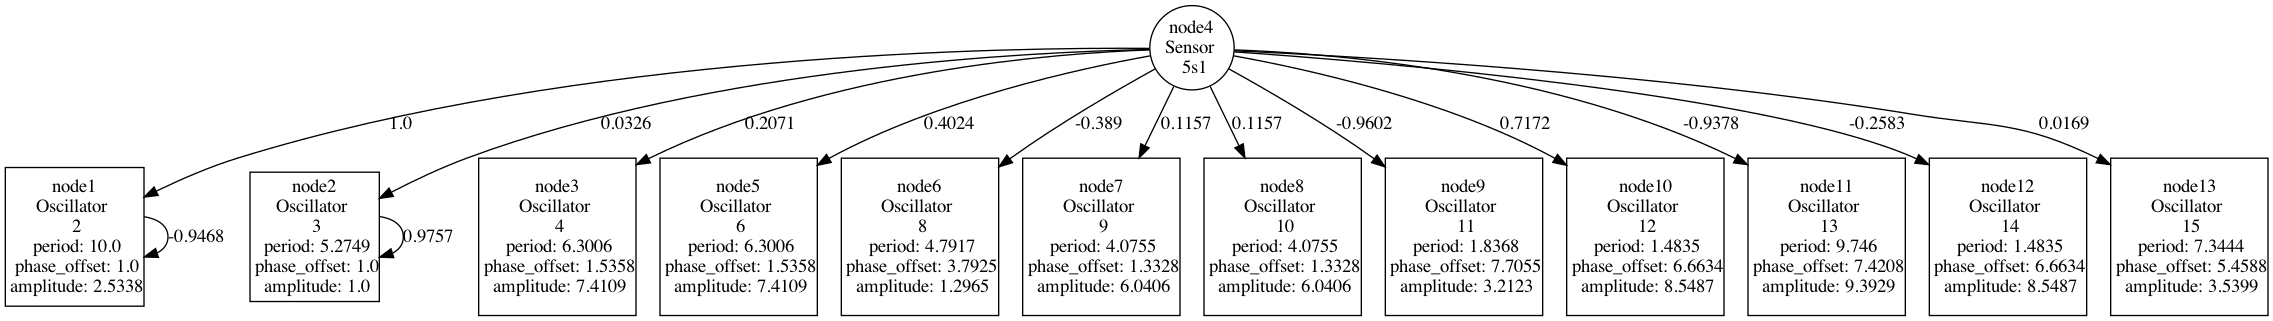 node4
Sensor
5s1
1.0
0.0326
0.2071
0.4024
-0.389
0.1157
0.1157
-0.9602
0.7172
-0.9378
-0.2583
0.0169
node1
Oscillator
2
period: 10.0
phase_offset: 1.0
amplitude: 2.5338
-0.9468
node2
Oscillator
3
period: 5.2749
phase_offset: 1.0
amplitude: 1.0
0.9757
node3
Oscillator
4
period: 6.3006
phase_offset: 1.5358
amplitude: 7.4109
node5
Oscillator
6
period: 6.3006
phase_offset: 1.5358
amplitude: 7.4109
node6
Oscillator
8
period: 4.7917
phase_offset: 3.7925
amplitude: 1.2965
node7
Oscillator
9
period: 4.0755
phase_offset: 1.3328
amplitude: 6.0406
node8
Oscillator
10
period: 4.0755
phase_offset: 1.3328
amplitude: 6.0406
node9
Oscillator
11
period: 1.8368
phase_offset: 7.7055
amplitude: 3.2123
node10
Oscillator
12
period: 1.4835
phase_offset: 6.6634
amplitude: 8.5487
node11
Oscillator
13
period: 9.746
phase_offset: 7.4208
amplitude: 9.3929
node12
Oscillator
14
period: 1.4835
phase_offset: 6.6634
amplitude: 8.5487
node13
Oscillator
15
period: 7.3444
phase_offset: 5.4588
amplitude: 3.5399